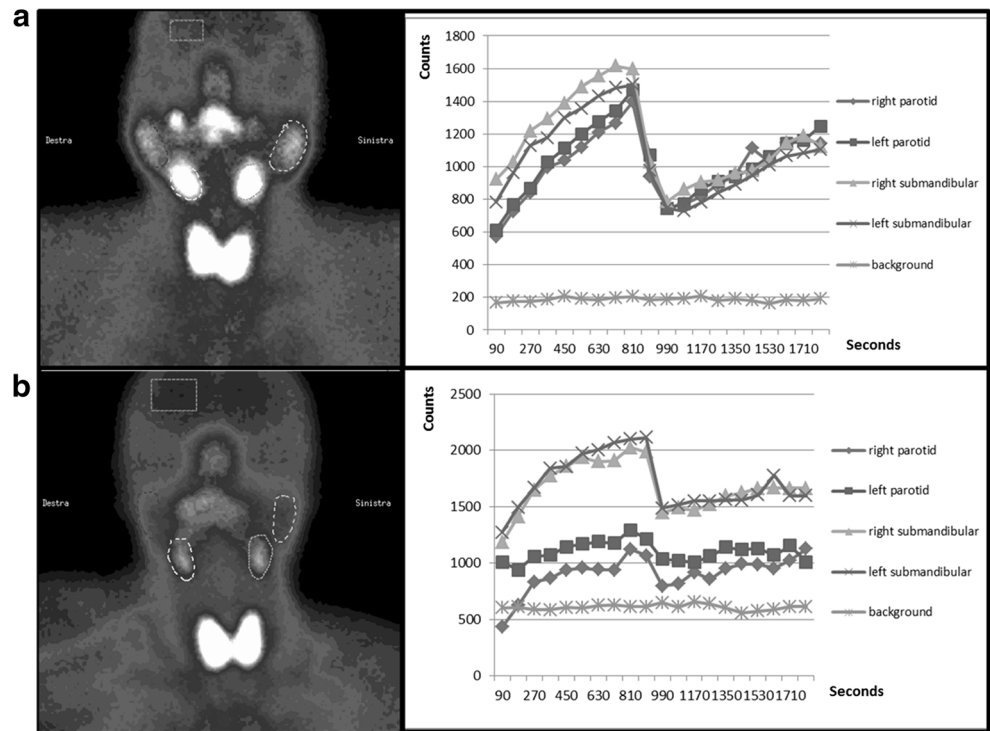 a
Destra
Sinistra
Counts
1800
1600
1400
1200
1000
800
600
400
200
0
90 270 450 630 810 990 1170 1350 1530 1710
Seconds
right parotid
left parotid
right submandibular
left submandibular
background
b
Destra
Sinistra
Counts
2500
2000
1500
1000
500
0
90 270 450 630 810 990 1170 1350 1530 1710
Seconds
right parotid
left parotid
right submandibular
left submandibular
background